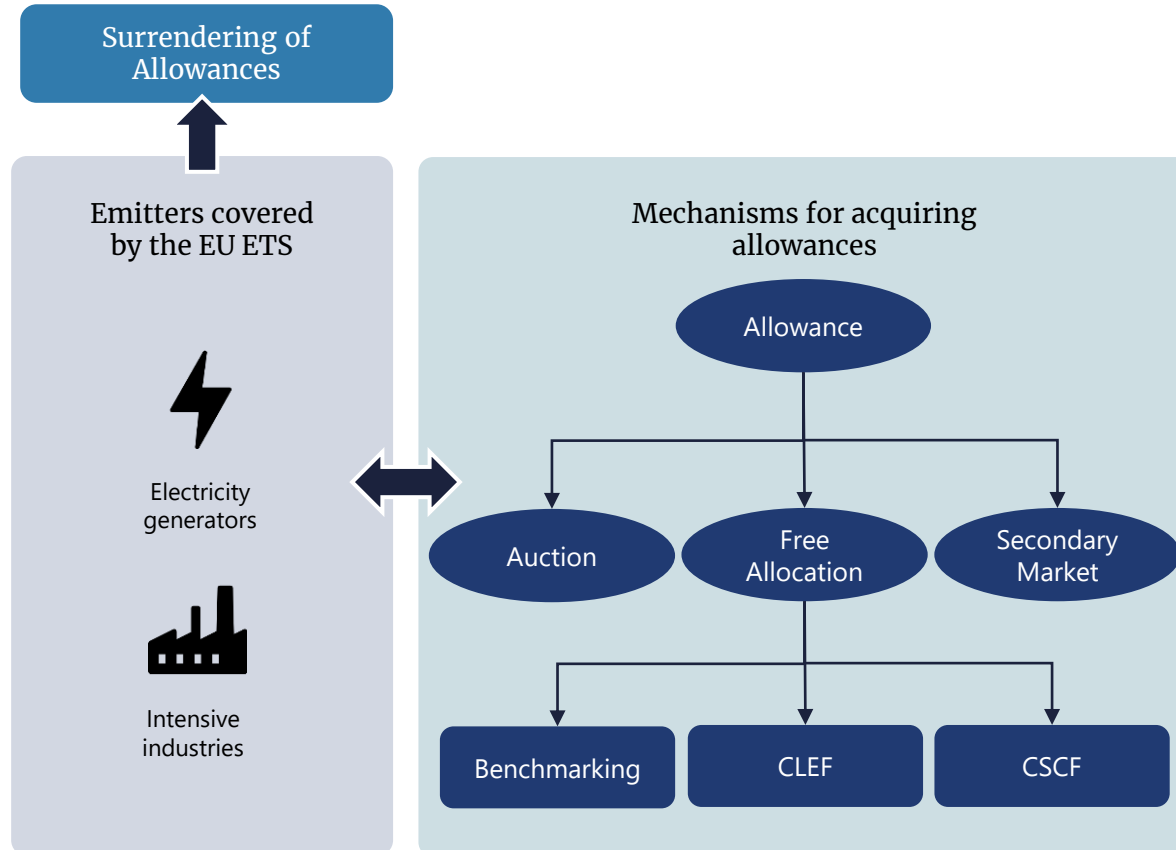 Surrendering of
Allowances
Emitters covered
by the EU ETS
Electricity
generators
Intensive
industries
Mechanisms for acquiring
allowances
Allowance
Auction
Free
Allocation
Secondary
Market
Benchmarking
CLEF
CSCF